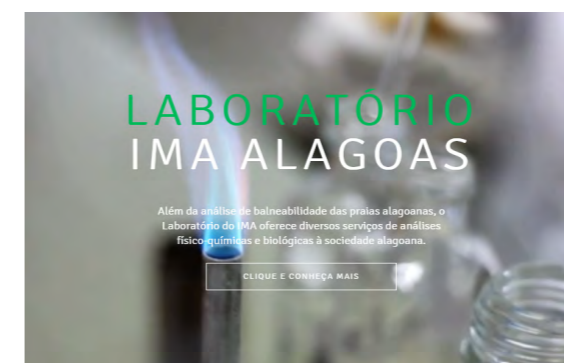 LABORATÓRIO
IMA ALAGOAS
Além da análise de balneabilidade das praias alagoanas, o
Laboratório do IMA oferece diversos serviços de análises
físico-químicas e biológicas à sociedade alagoana.
CLIQUE E CONHEÇA MAIS